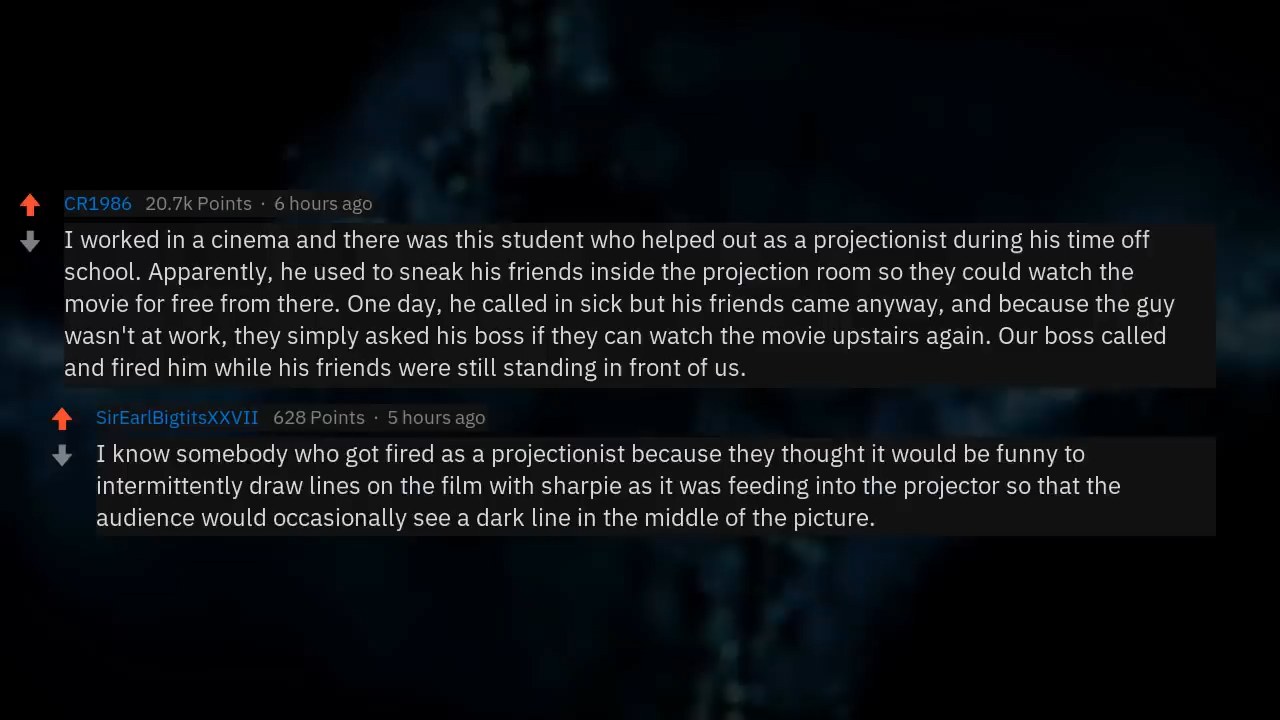 CR1986 20.7k Points · 6 hours ago
I worked in a cinema and there was this student who helped out as a projectionist during his time off
school. Apparently, he used to sneak his friends inside the projection room so they could watch the
movie for free from there. One day, he called in sick but his friends came anyway, and because the guy
wasn't at work, they simply asked his boss if they can watch the movie upstairs again. Our boss called
and fired him while his friends were still standing in front of us.
SirEarlBigtitsXXVII 628 Points · 5 hours ago
I know somebody who got fired as a projectionist because they thought it would be funny to
intermittently draw lines on the film with sharpie as it was feeding into the projector so that the
audience would occasionally see a dark line in the middle of the picture.